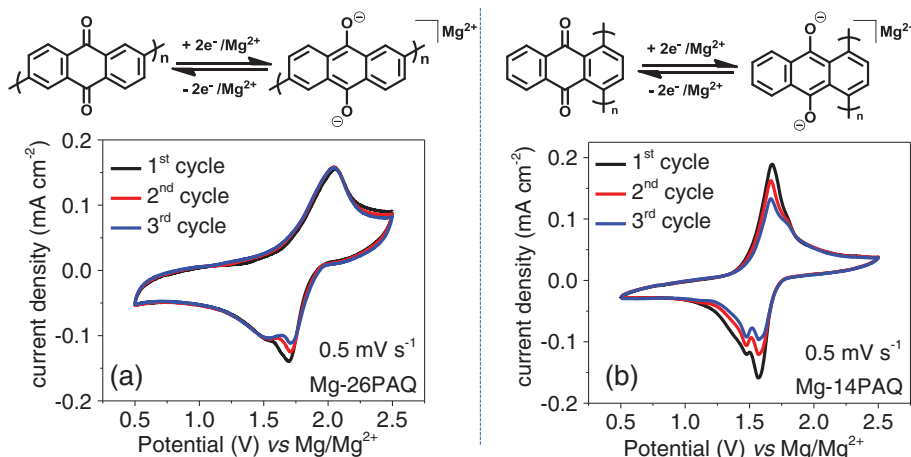 O
O
n
+ 2e⁻/Mg²⁺
- 2e⁻/Mg²⁺
O ⊖
O ⊖
n
Mg²⁺
1st cycle
2nd cycle
3rd cycle
current density (mA cm⁻²)
0.2
0.1
0.0
-0.1
-0.2
(a)
0.5 mV s⁻¹
Mg-26PAQ
0.5 1.0 1.5 2.0 2.5
Potential (V) vs Mg/Mg²⁺
O
O
n
+ 2e⁻/Mg²⁺
- 2e⁻/Mg²⁺
⊖ O
O ⊖
n
1st cycle
2nd cycle
3rd cycle
current density (mA cm⁻²)
0.2
0.1
0.0
-0.1
-0.2
(b)
0.5 mV s⁻¹
Mg-14PAQ
0.5 1.0 1.5 2.0 2.5
Potential (V) vs Mg/Mg²⁺